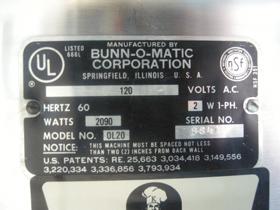 LISTED
666L
UL
MANUFACTURED BY
BUNN-O-MATIC
CORPORATION
SPRINGFIELD, ILLINOIS U. S. A.
nsf
120 VOLTS A.C.
HERTZ 60 2 W 1-PH.
WATTS 2090 SERIAL NO.
MODEL NO. OL20
NOTICE: THIS MACHINE MUST BE SPACED NOT LESS
THAN TWO (2) INCHES FROM BACK WALL
U.S. PATENTS: RE. 25,663 3,034,418 3,149,556
3,220,334 3,336,856 3,793,934